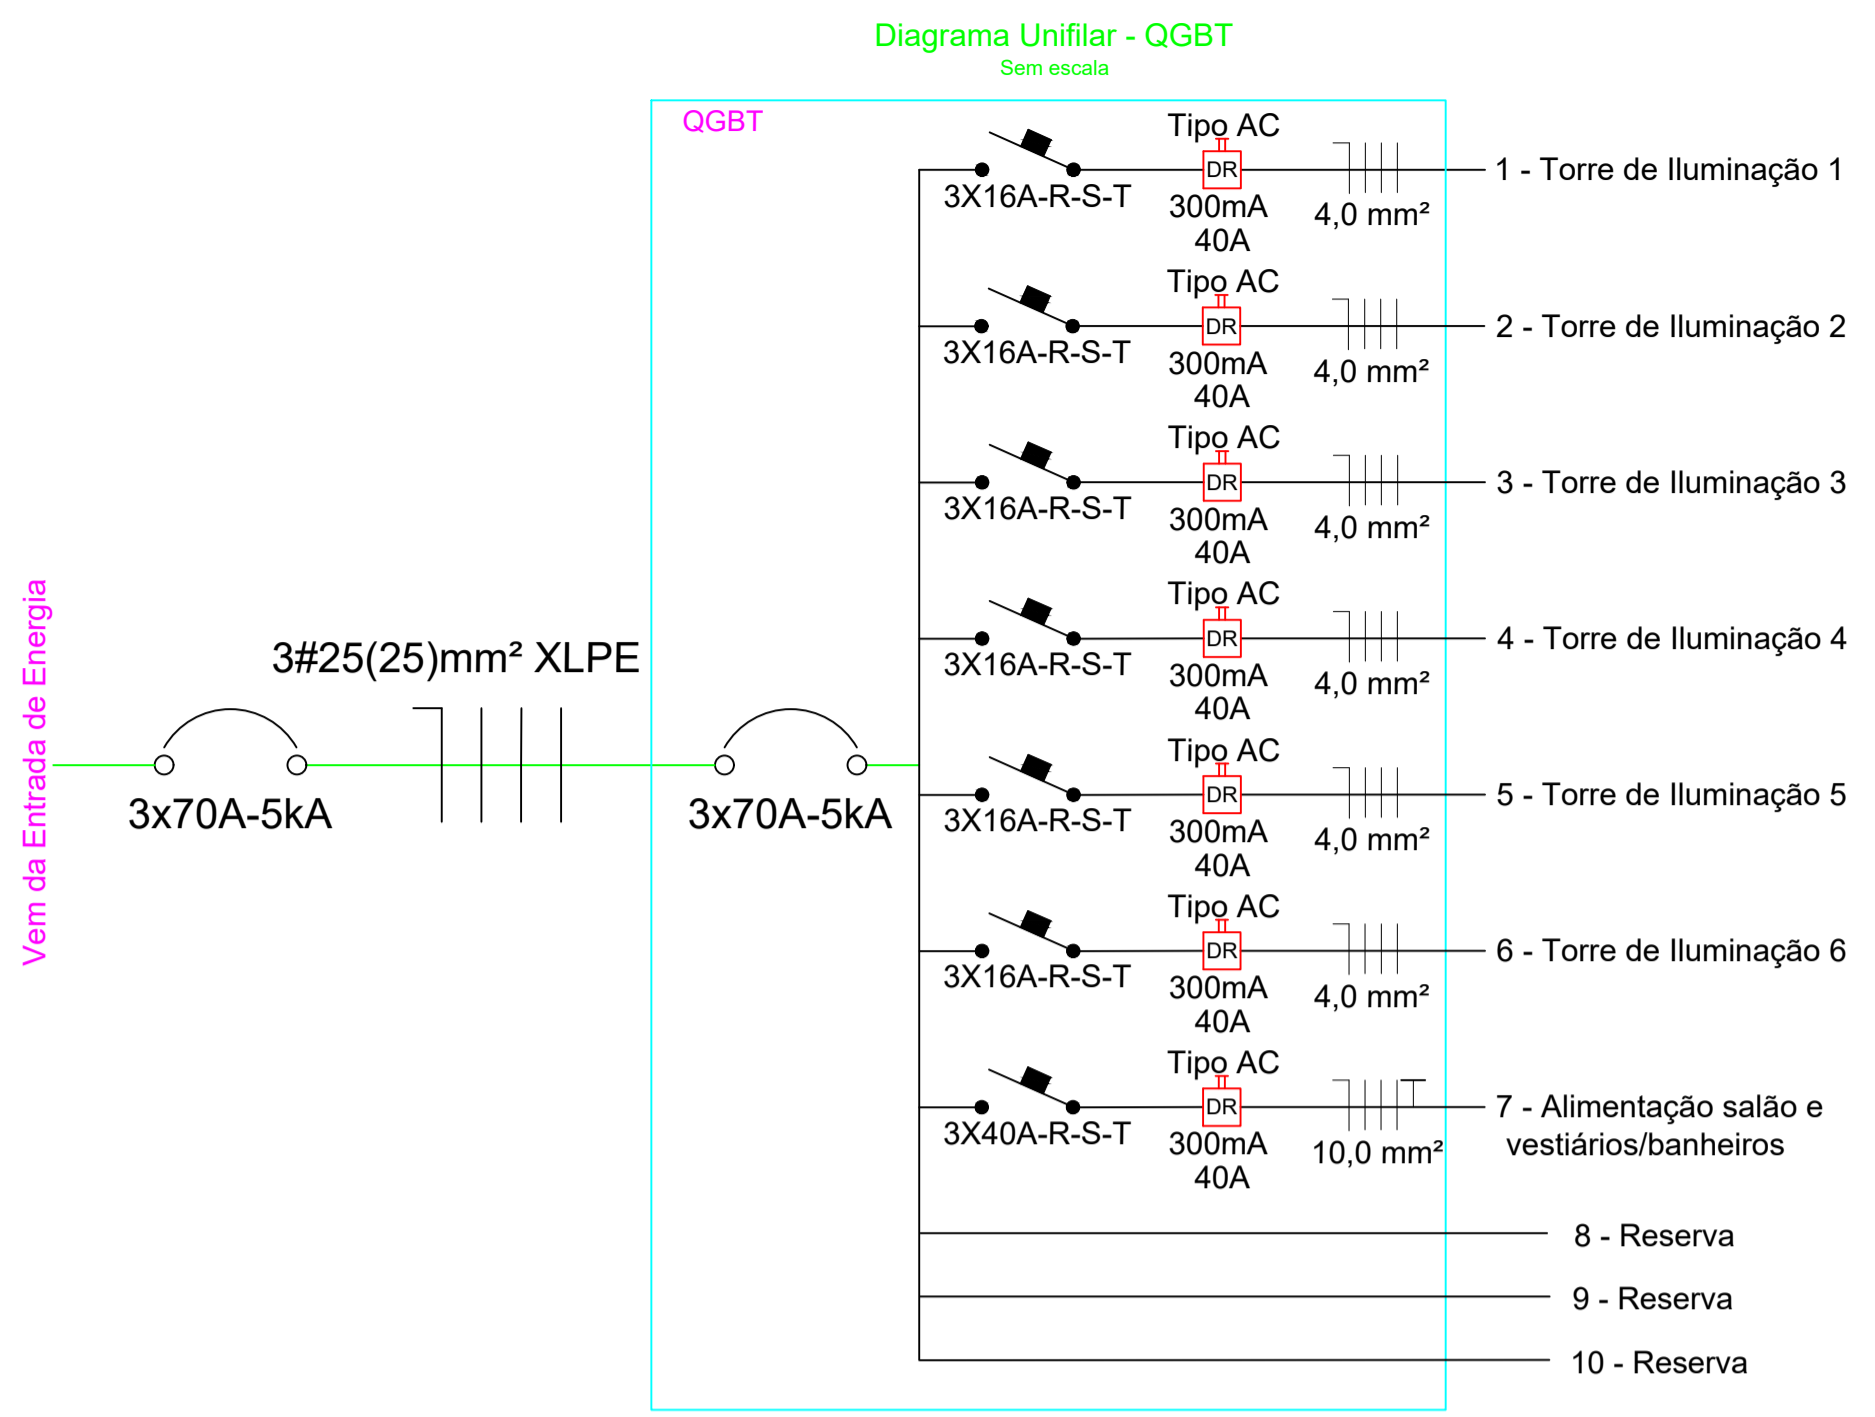 Diagrama Unifilar - QGBT
Sem escala
QGBT
Vem da Entrada de Energia
3x70A-5kA
3#25(25)mm² XLPE
3x70A-5kA
Tipo AC
DR
3X16A-R-S-T
300mA
40A
4,0 mm²
1 - Torre de Iluminação 1
Tipo AC
DR
3X16A-R-S-T
300mA
40A
4,0 mm²
2 - Torre de Iluminação 2
Tipo AC
DR
3X16A-R-S-T
300mA
40A
4,0 mm²
3 - Torre de Iluminação 3
Tipo AC
DR
3X16A-R-S-T
300mA
40A
4,0 mm²
4 - Torre de Iluminação 4
Tipo AC
DR
3X16A-R-S-T
300mA
40A
4,0 mm²
5 - Torre de Iluminação 5
Tipo AC
DR
3X16A-R-S-T
300mA
40A
4,0 mm²
6 - Torre de Iluminação 6
Tipo AC
DR
3X40A-R-S-T
300mA
40A
10,0 mm²
7 - Alimentação salão e
vestiários/banheiros
8 - Reserva
9 - Reserva
10 - Reserva